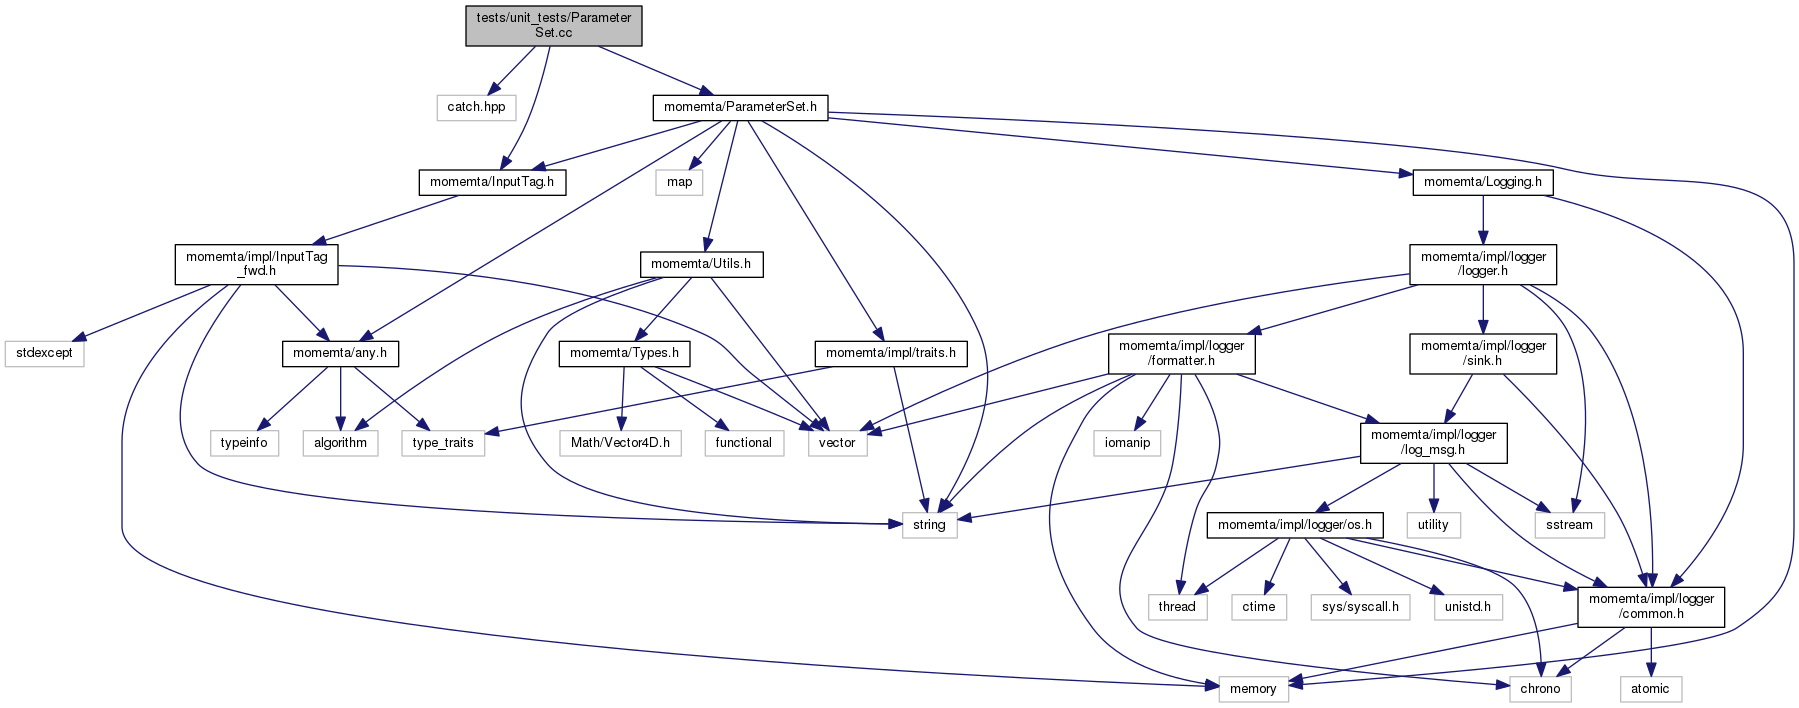 tests/unit_tests/Parameter
Set.cc
catch.hpp
momemta/ParameterSet.h
momemta/InputTag.h
map
momemta/Logging.h
momemta/impl/InputTag
_fwd.h
momemta/Utils.h
momemta/impl/logger
/logger.h
stdexcept
momemta/any.h
momemta/Types.h
momemta/impl/traits.h
momemta/impl/logger
/formatter.h
momemta/impl/logger
/sink.h
typeinfo
algorithm
type_traits
Math/Vector4D.h
functional
vector
iomanip
momemta/impl/logger
/log_msg.h
string
momemta/impl/logger/os.h
utility
sstream
thread
ctime
sys/syscall.h
unistd.h
momemta/impl/logger
/common.h
memory
chrono
atomic